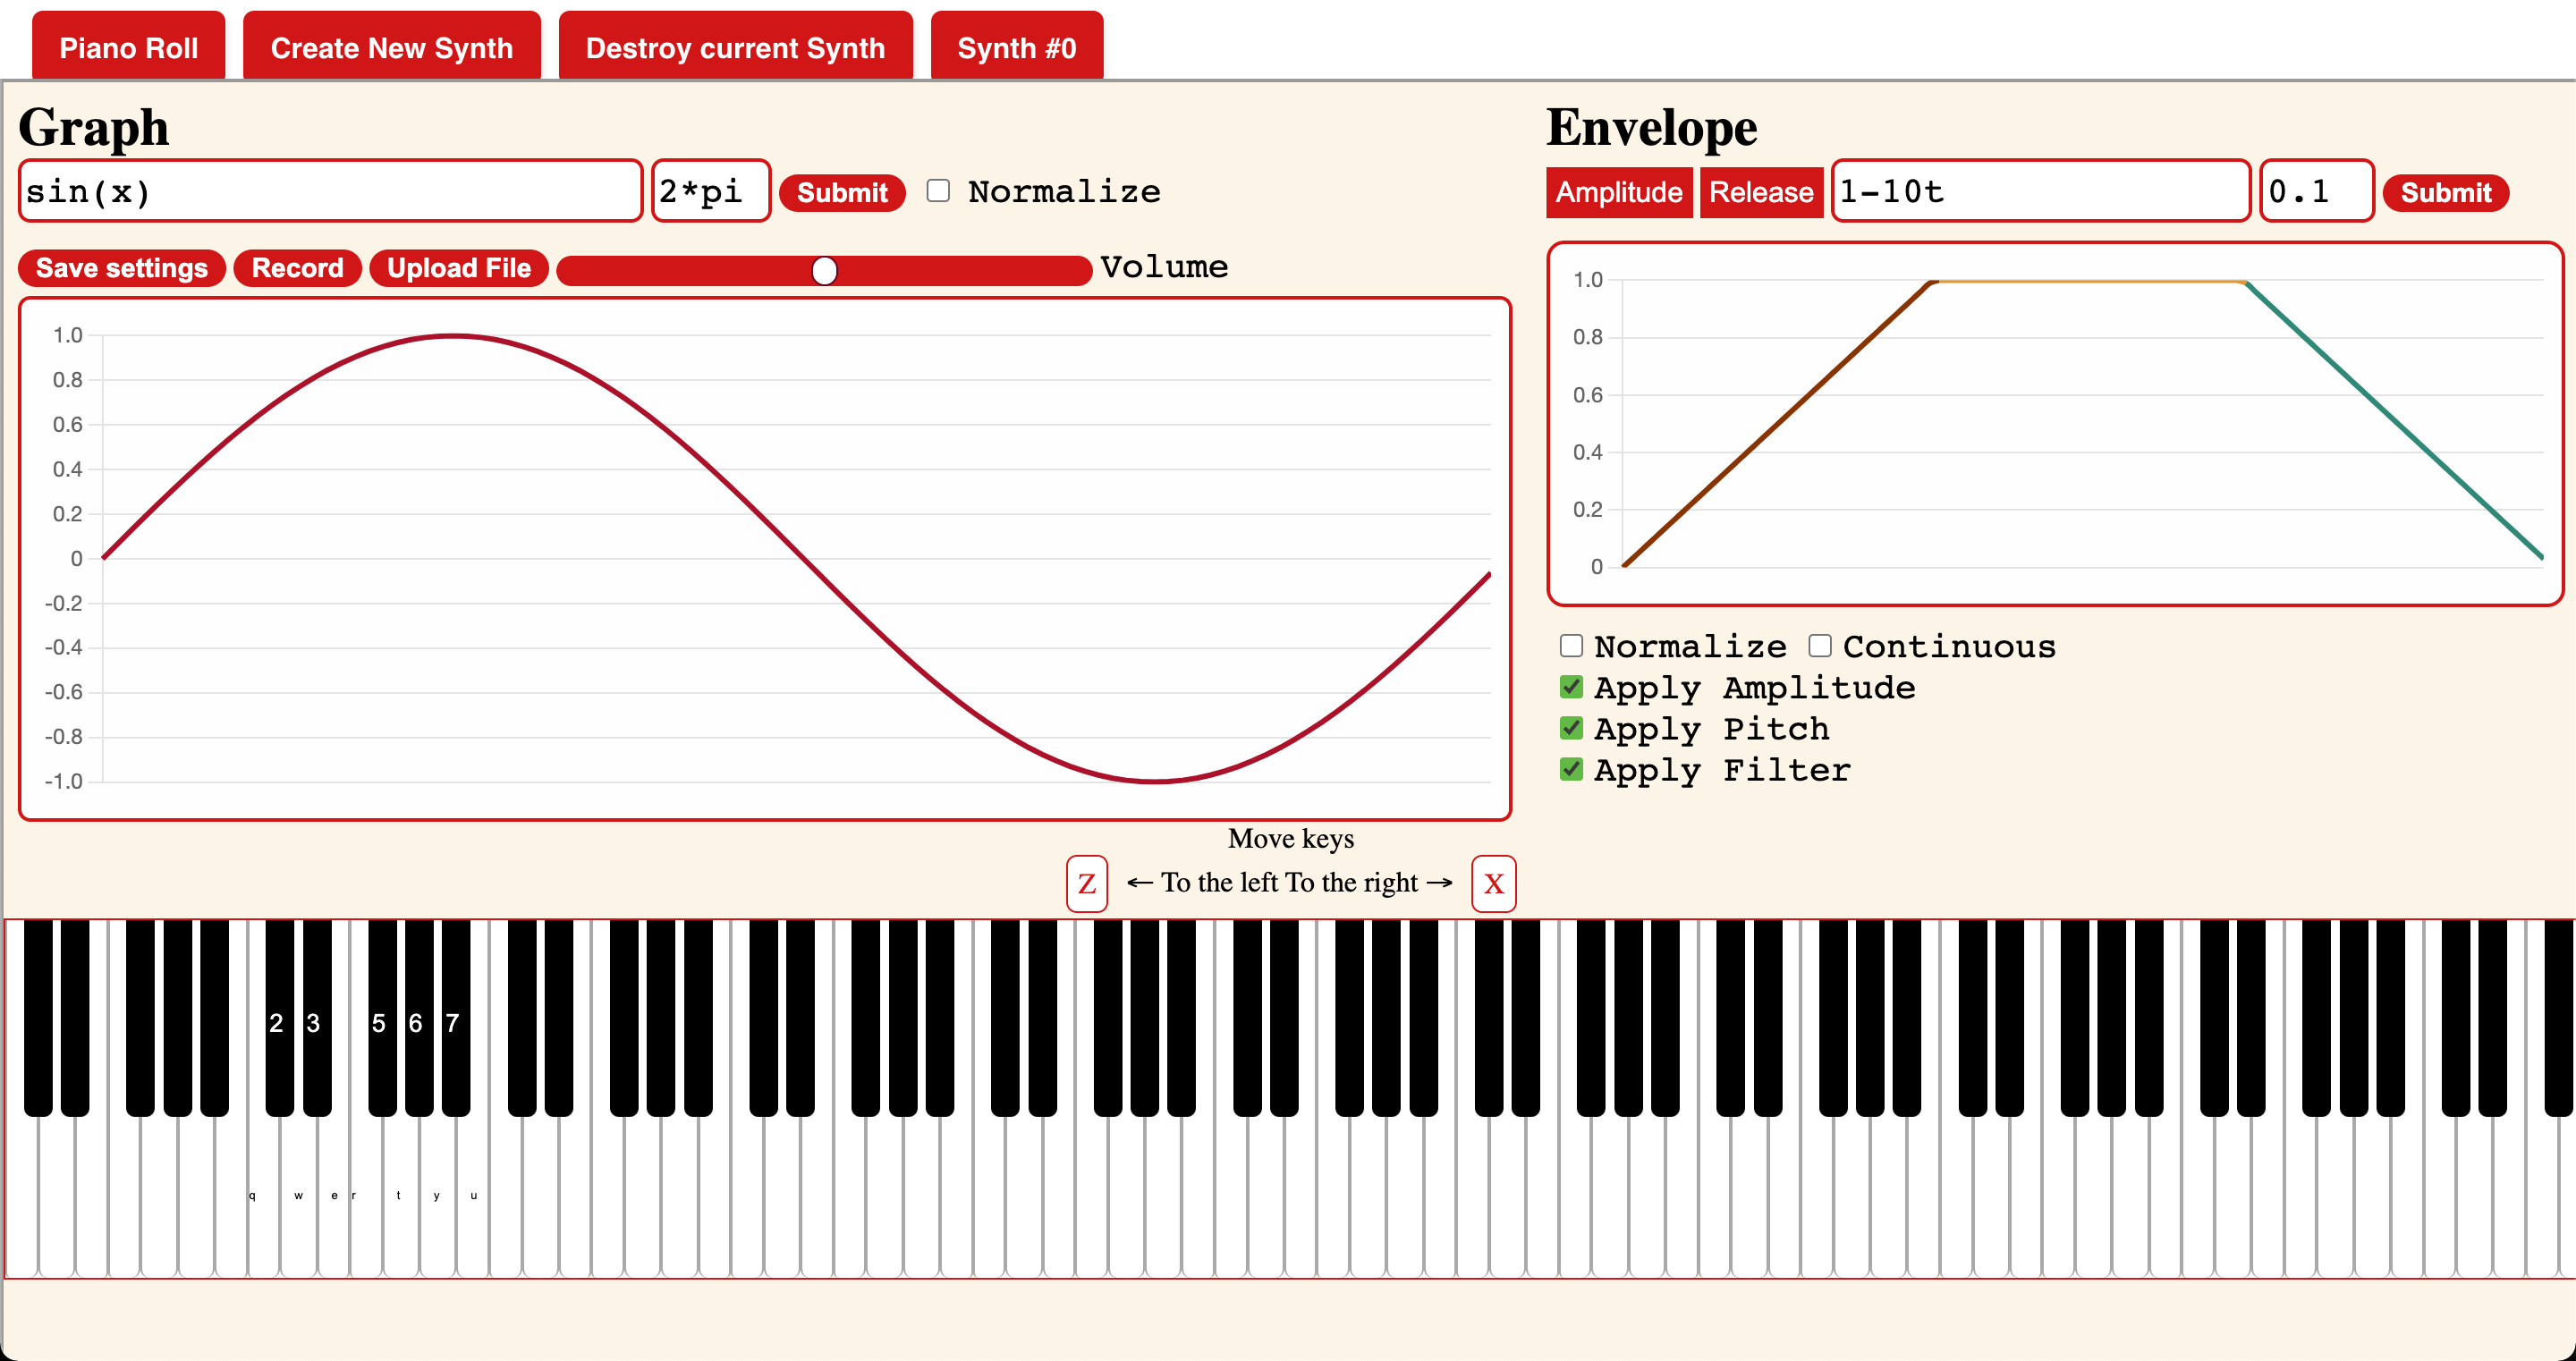 Piano Roll Create New Synth Destroy current Synth Synth #0
Graph
sin(x) 2*pi Submit Normalize
Save settings Record Upload File Volume
1.0
0.8
0.6
0.4
0.2
0
-0.2
-0.4
-0.6
-0.8
-1.0
Envelope
Amplitude Release 1-10t 0.1 Submit
1.0
0.8
0.6
0.4
0.2
0
Normalize Continuous
Apply Amplitude
Apply Pitch
Apply Filter
Move keys
Z ← To the left To the right → X
2 3 5 6 7
q w e r t y u